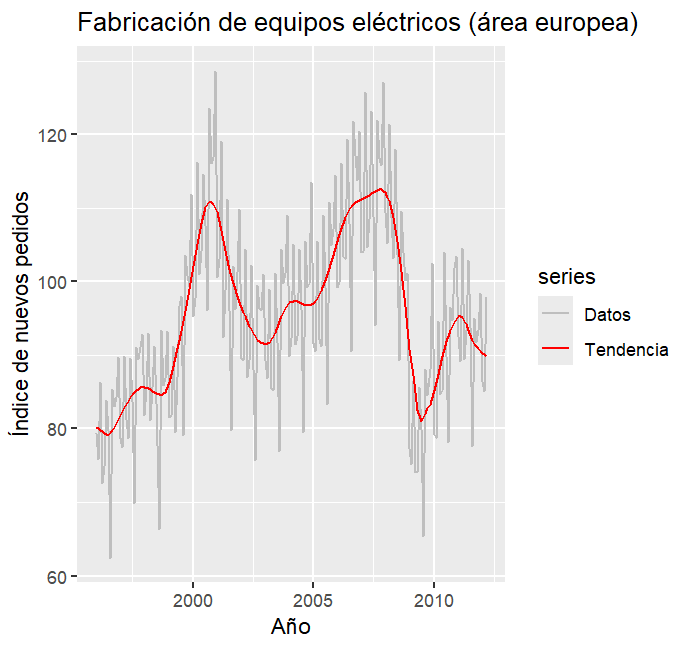 Fabricación de equipos eléctricos (área europea)
Índice de nuevos pedidos
120
100
80
60
2000
2005
2010
Año
series
Datos
Tendencia